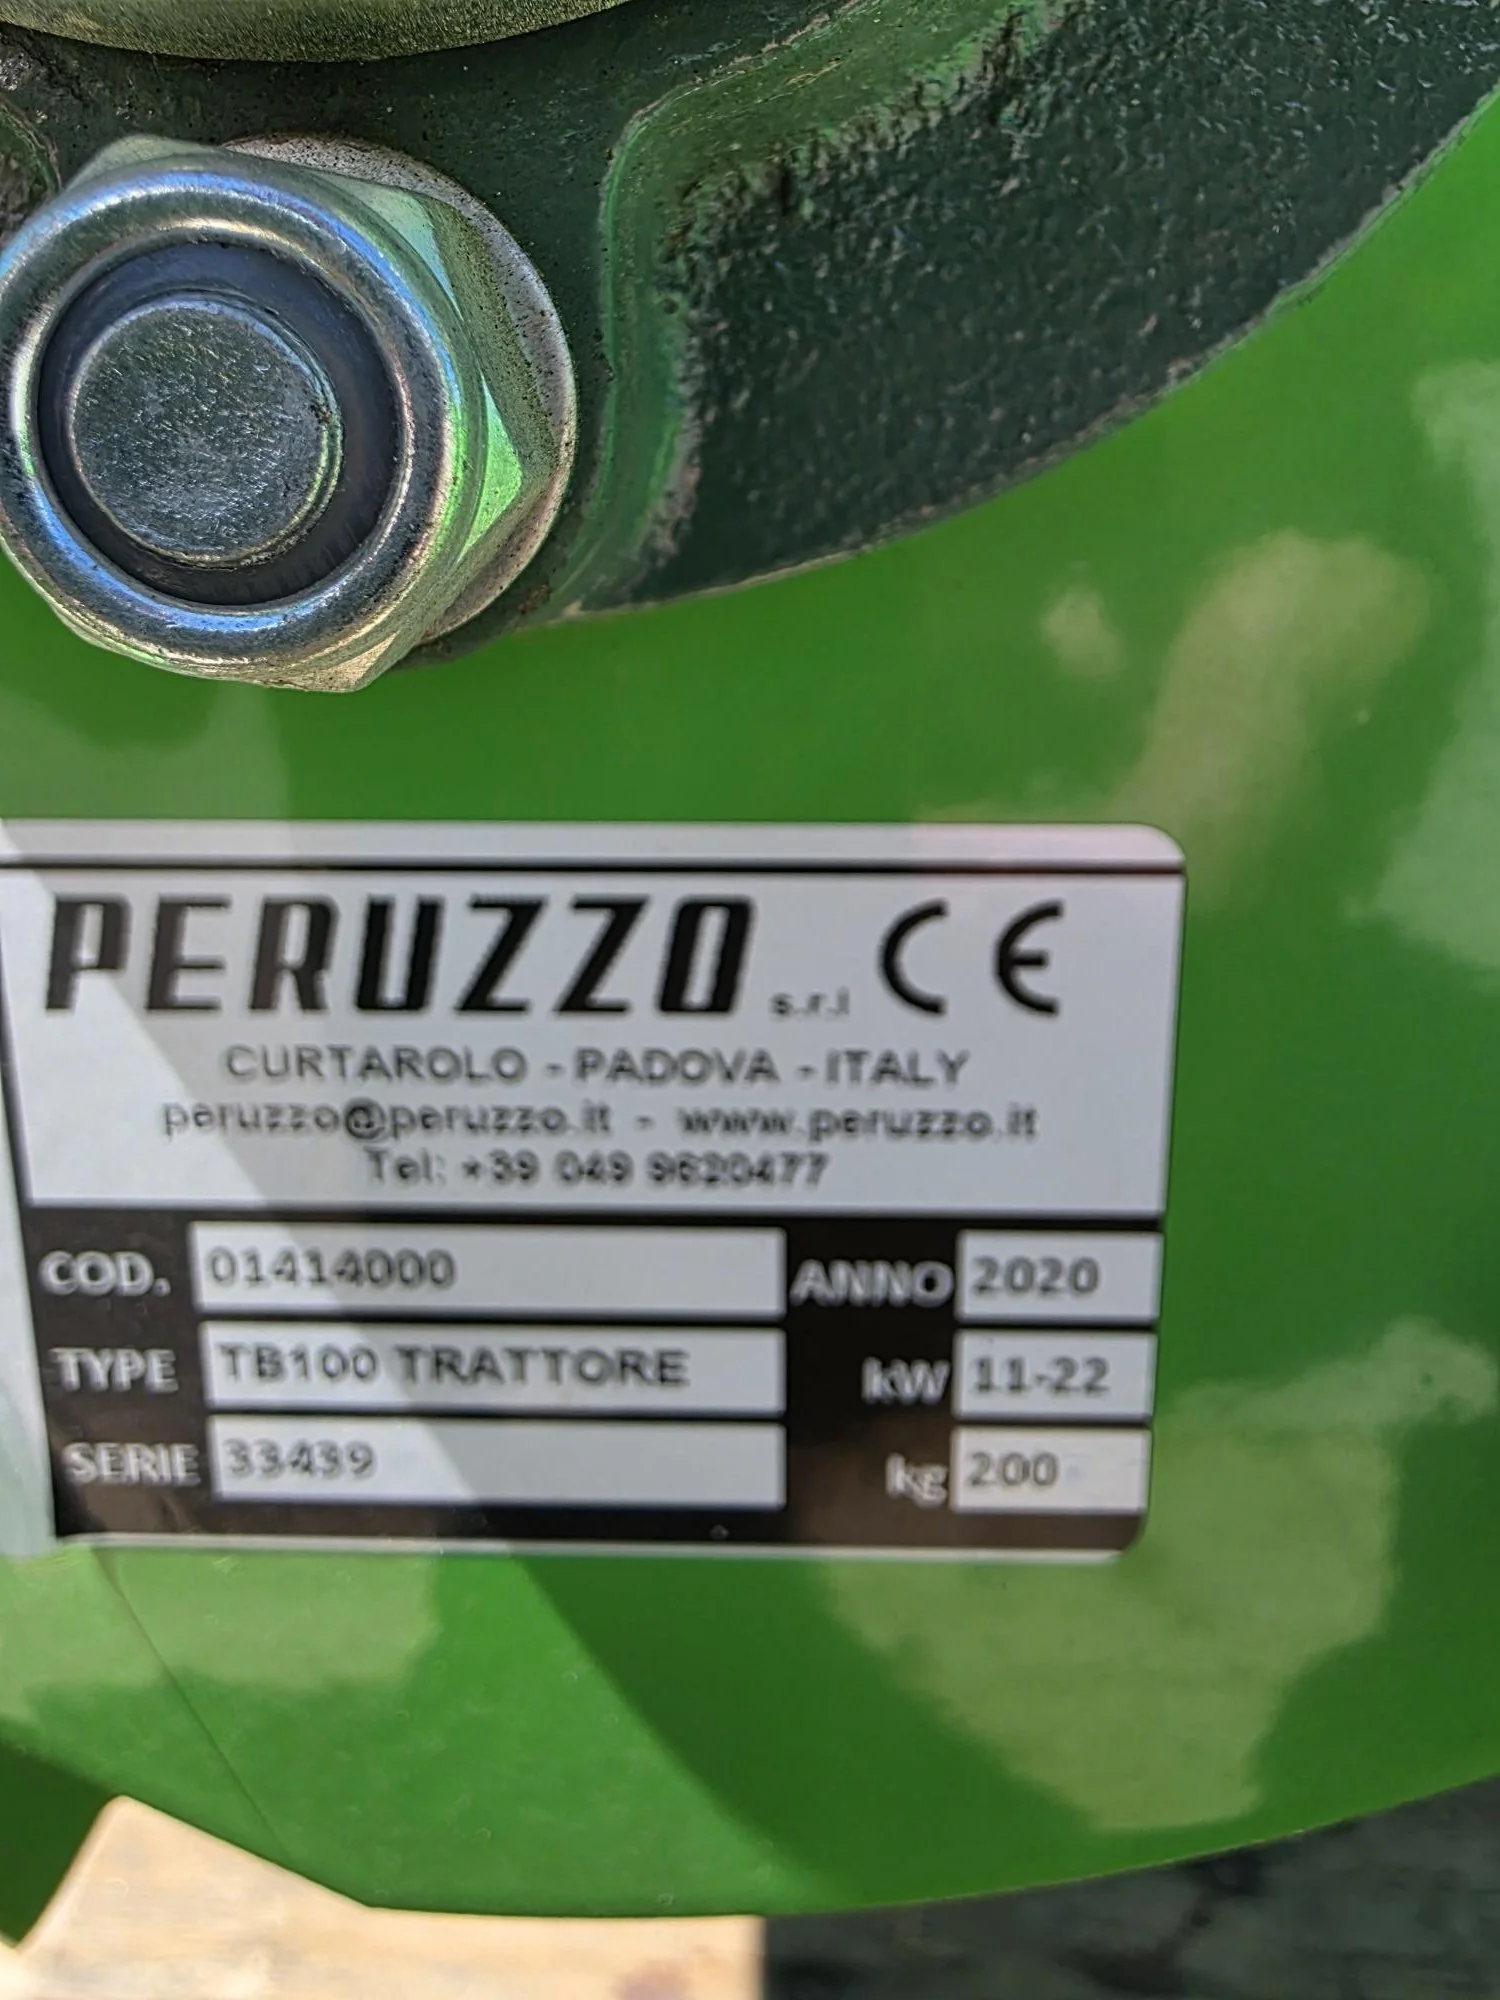 PERUZZO s.r.l CE
CURTAROLO - PADOVA - ITALY
peruzzo@peruzzo.it - www.peruzzo.it
Tel: +39 049 9620477
COD. 01414000 ANNO 2020
TYPE TB100 TRATTORE kW 11-22
SERIE 33439 kg 200